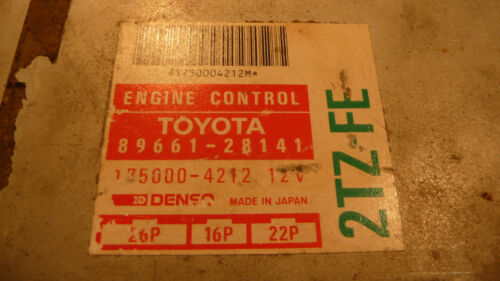 A1750004212M*
ENGINE CONTROL
TOYOTA
89661-28141
175000-4212 12V
DENSO MADE IN JAPAN
26P 16P 22P
2TZ-FE